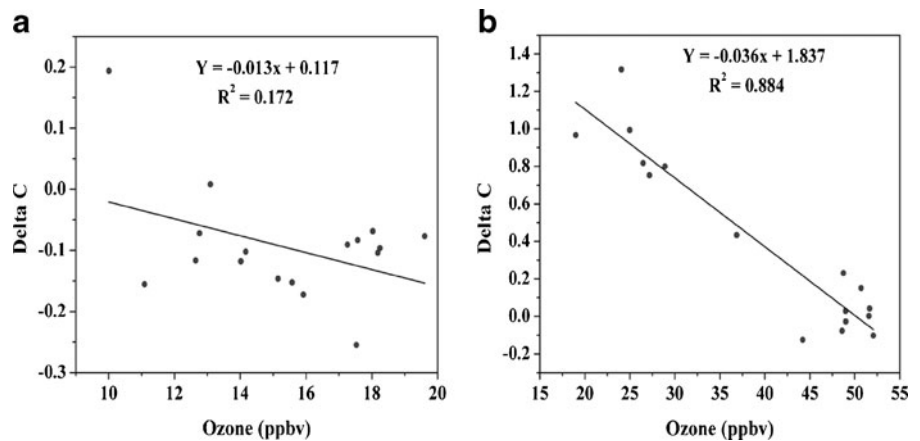 a
Y = -0.013x + 0.117
R² = 0.172
Delta C
0.2
0.1
0.0
-0.1
-0.2
-0.3
10 12 14 16 18 20
Ozone (ppbv)
b
Y = -0.036x + 1.837
R² = 0.884
Delta C
1.4
1.2
1.0
0.8
0.6
0.4
0.2
0.0
-0.2
15 20 25 30 35 40 45 50 55
Ozone (ppbv)